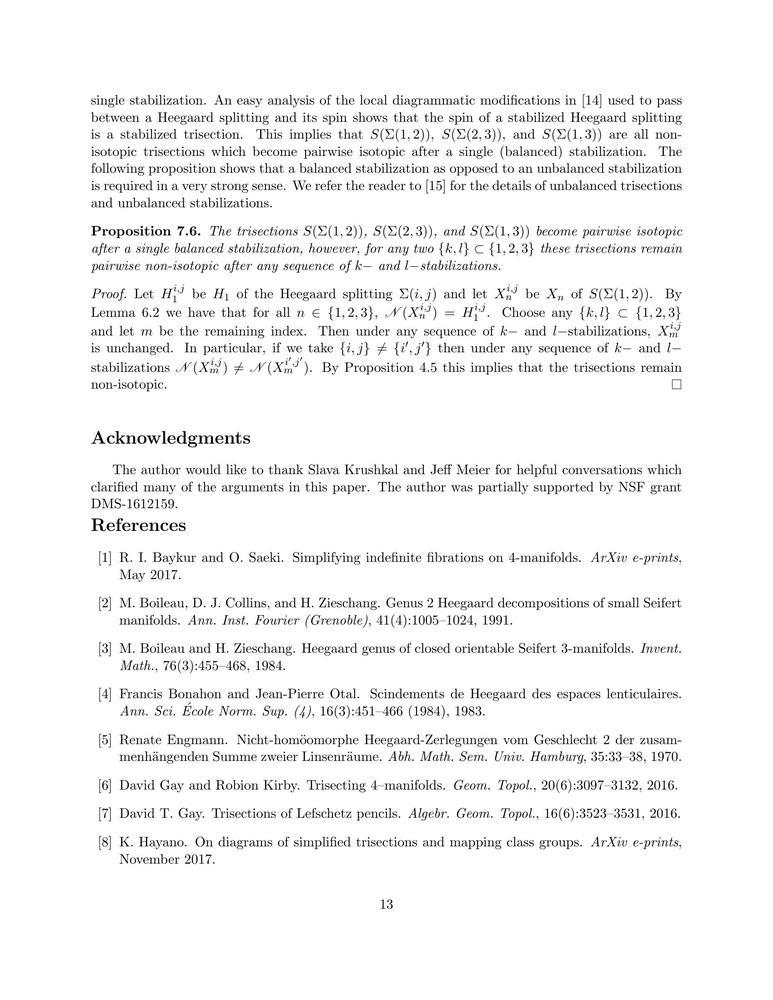 single stabilization. An easy analysis of the local diagrammatic modifications in [14] used to pass
between a Heegaard splitting and its spin shows that the spin of a stabilized Heegaard splitting
is a stabilized trisection. This implies that S(Σ(1,2)), S(Σ(2,3)), and S(Σ(1,3)) are all non-
isotopic trisections which become pairwise isotopic after a single (balanced) stabilization. The
following proposition shows that a balanced stabilization as opposed to an unbalanced stabilization
is required in a very strong sense. We refer the reader to [15] for the details of unbalanced trisections
and unbalanced stabilizations.
Proposition 7.6. The trisections S(Σ(1,2)), S(Σ(2,3)), and S(Σ(1,3)) become pairwise isotopic
after a single balanced stabilization, however, for any two {k, l} ⊂ {1, 2, 3} these trisections remain
pairwise non-isotopic after any sequence of k− and l−stabilizations.
Proof. Let H₁^{i,j} be H₁ of the Heegaard splitting Σ(i, j) and let X_n^{i,j} be X_n of S(Σ(1,2)). By
Lemma 6.2 we have that for all n ∈ {1, 2, 3}, 𝒩(X_n^{i,j}) = H₁^{i,j}. Choose any {k, l} ⊂ {1, 2, 3}
and let m be the remaining index. Then under any sequence of k− and l−stabilizations, X_m^{i,j}
is unchanged. In particular, if we take {i, j} ≠ {i′, j′} then under any sequence of k− and l−
stabilizations 𝒩(X_m^{i,j}) ≠ 𝒩(X_m^{i′,j′}). By Proposition 4.5 this implies that the trisections remain
non-isotopic. □
Acknowledgments
The author would like to thank Slava Krushkal and Jeff Meier for helpful conversations which
clarified many of the arguments in this paper. The author was partially supported by NSF grant
DMS-1612159.
References
[1] R. I. Baykur and O. Saeki. Simplifying indefinite fibrations on 4-manifolds. ArXiv e-prints,
May 2017.
[2] M. Boileau, D. J. Collins, and H. Zieschang. Genus 2 Heegaard decompositions of small Seifert
manifolds. Ann. Inst. Fourier (Grenoble), 41(4):1005–1024, 1991.
[3] M. Boileau and H. Zieschang. Heegaard genus of closed orientable Seifert 3-manifolds. Invent.
Math., 76(3):455–468, 1984.
[4] Francis Bonahon and Jean-Pierre Otal. Scindements de Heegaard des espaces lenticulaires.
Ann. Sci. École Norm. Sup. (4), 16(3):451–466 (1984), 1983.
[5] Renate Engmann. Nicht-homöomorphe Heegaard-Zerlegungen vom Geschlecht 2 der zusam-
menhängenden Summe zweier Linsenräume. Abh. Math. Sem. Univ. Hamburg, 35:33–38, 1970.
[6] David Gay and Robion Kirby. Trisecting 4–manifolds. Geom. Topol., 20(6):3097–3132, 2016.
[7] David T. Gay. Trisections of Lefschetz pencils. Algebr. Geom. Topol., 16(6):3523–3531, 2016.
[8] K. Hayano. On diagrams of simplified trisections and mapping class groups. ArXiv e-prints,
November 2017.
13